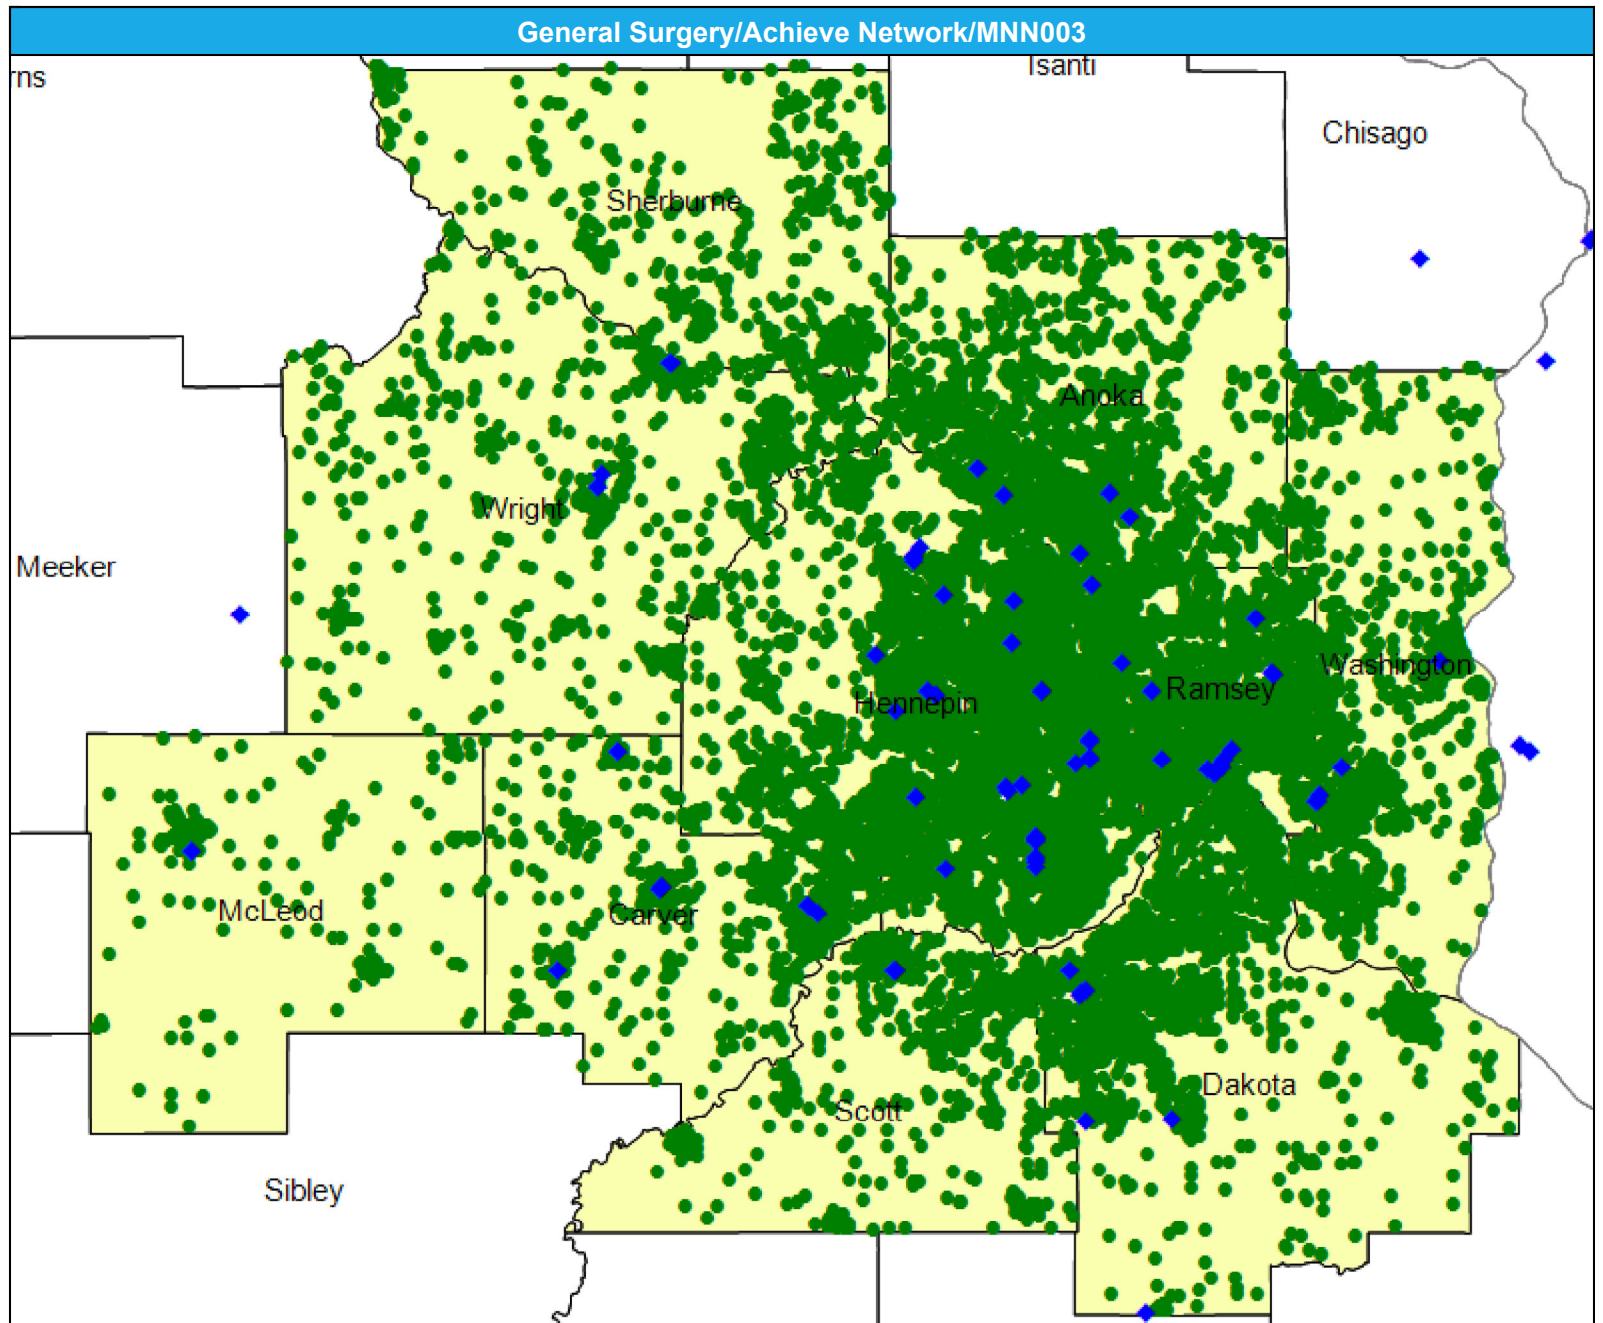 General Surgery/Achieve Network/MNN003
rns
Isanti
Chisago
Sherburne
Anoka
Wright
Meeker
Washington
Ramsey
Hennepin
McLeod
Carver
Dakota
Scott
Sibley